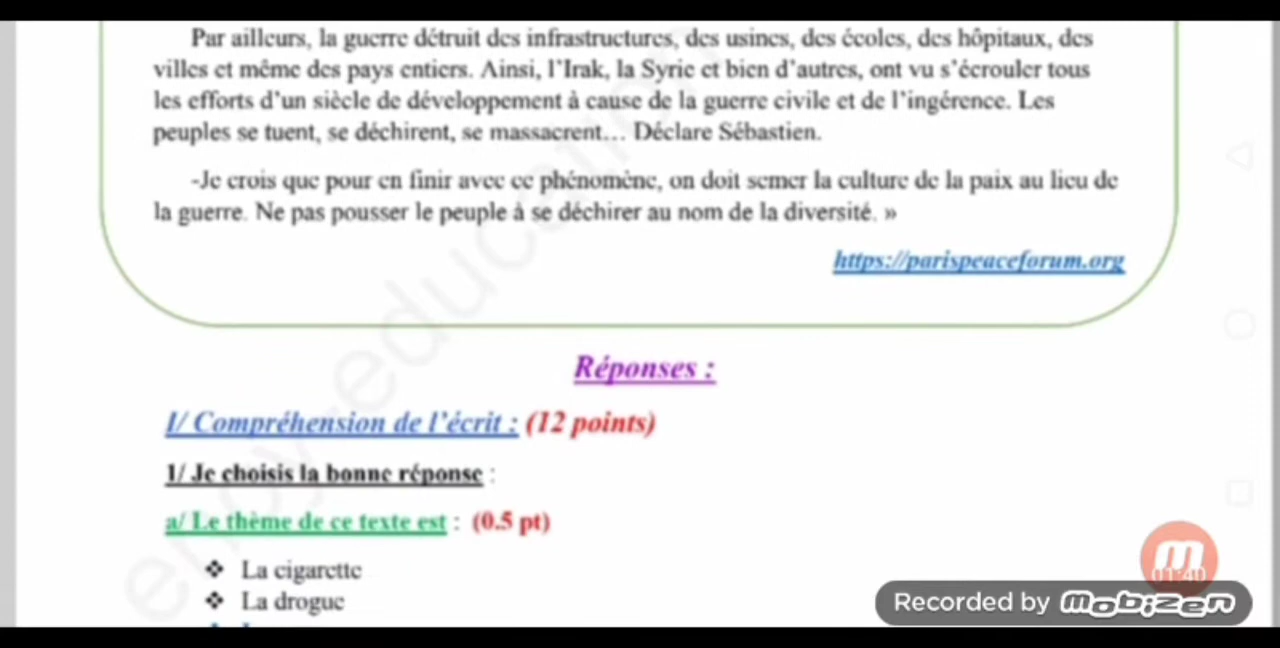 Par ailleurs, la guerre détruit des infrastructures, des usines, des écoles, des hôpitaux, des
villes et même des pays entiers. Ainsi, l'Irak, la Syrie et bien d'autres, ont vu s'écrouler tous
les efforts d'un siècle de développement à cause de la guerre civile et de l'ingérence. Les
peuples se tuent, se déchirent, se massacrent… Déclare Sébastien.
-Je crois que pour en finir avec ce phénomène, on doit semer la culture de la paix au lieu de
la guerre. Ne pas pousser le peuple à se déchirer au nom de la diversité. »
https://parispeaceforum.org
Réponses :
I/ Compréhension de l'écrit : (12 points)
1/ Je choisis la bonne réponse :
a/ Le thème de ce texte est : (0.5 pt)
❖ La cigarette
❖ La drogue
01:40
Recorded by Mobizen